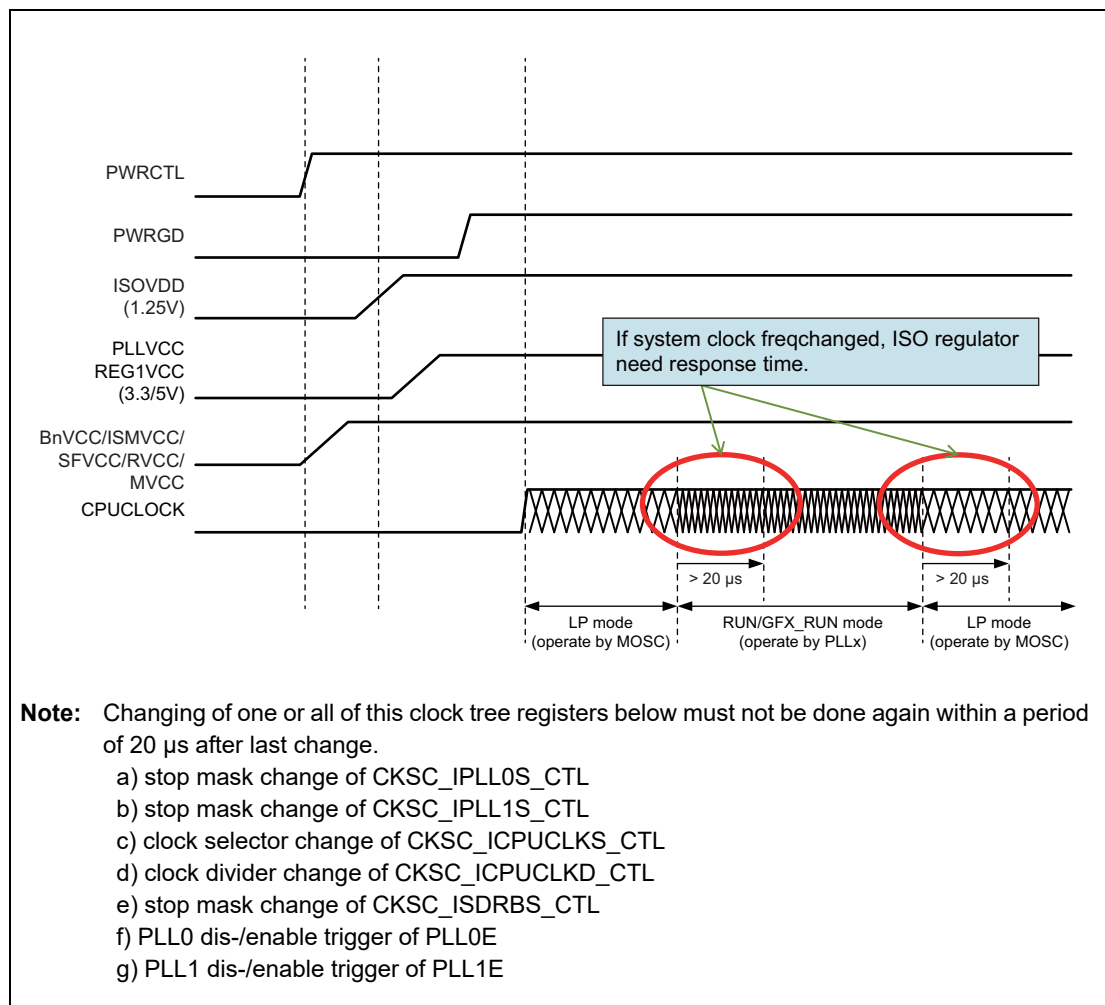 PWRCTL
PWRGD
ISOVDD
(1.25V)
PLLVCC
REG1VCC
(3.3/5V)
BnVCC/ISMVCC/
SFVCC/RVCC/
MVCC
CPUCLOCK
If system clock freqchanged, ISO regulator
need response time.
> 20 µs
> 20 µs
LP mode
(operate by MOSC)
RUN/GFX_RUN mode
(operate by PLLx)
LP mode
(operate by MOSC)
Note: Changing of one or all of this clock tree registers below must not be done again within a period
of 20 µs after last change.
a) stop mask change of CKSC_IPLL0S_CTL
b) stop mask change of CKSC_IPLL1S_CTL
c) clock selector change of CKSC_ICPUCLKS_CTL
d) clock divider change of CKSC_ICPUCLKD_CTL
e) stop mask change of CKSC_ISDRBS_CTL
f) PLL0 dis-/enable trigger of PLL0E
g) PLL1 dis-/enable trigger of PLL1E